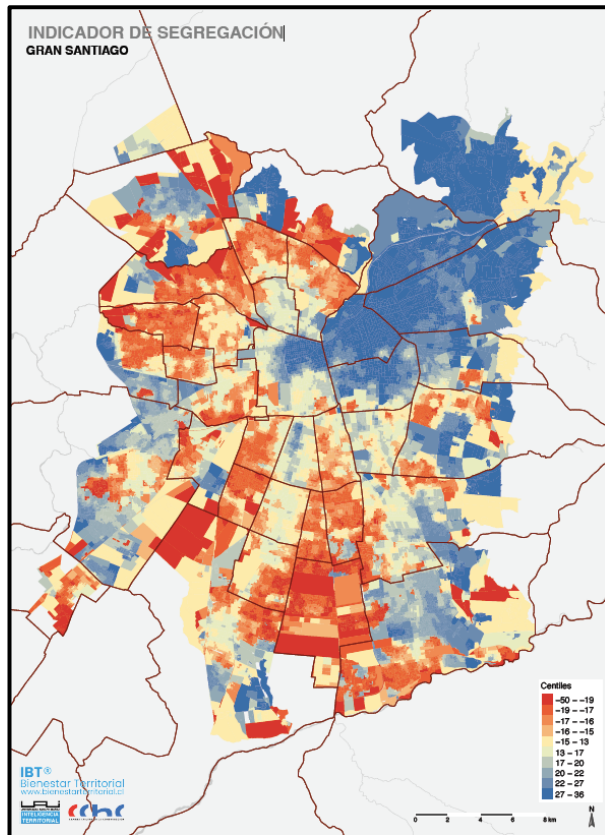 INDICADOR DE SEGREGACIÓN
GRAN SANTIAGO
Centiles
-50 - -19
-19 - -17
-17 - -16
-16 - -15
-15 - 13
13 - 17
17 - 20
20 - 22
22 - 27
27 - 36
IBT®
Bienestar Territorial
www.bienestarterritorial.cl
INTELIGENCIA
TERRITORIAL
cchc
0 2 4 6 8 km
N